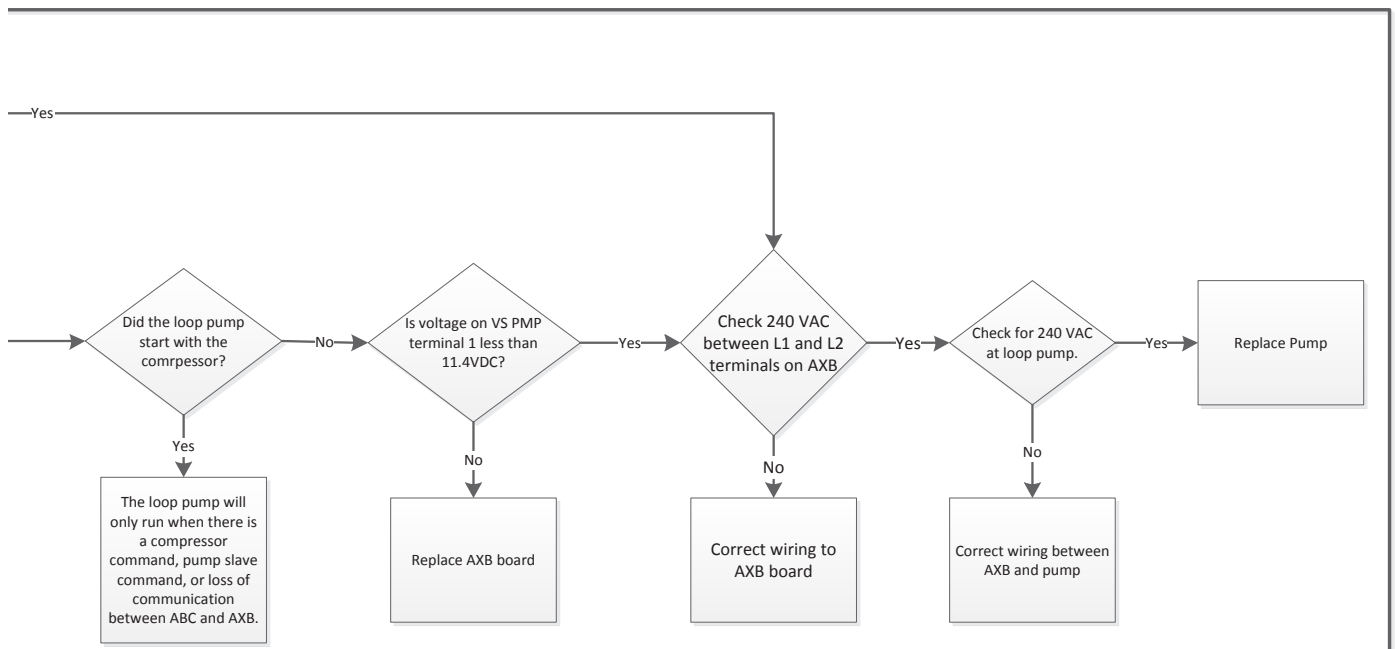 Yes
Did the loop pump
start with the
comrpessor?
No
Is voltage on VS PMP
terminal 1 less than
11.4VDC?
Yes
Check 240 VAC
between L1 and L2
terminals on AXB
Yes
Check for 240 VAC
at loop pump.
Yes
Replace Pump
Yes
No
No
No
The loop pump will
only run when there is
a compressor
command, pump slave
command, or loss of
communication
between ABC and AXB.
Replace AXB board
Correct wiring to
AXB board
Correct wiring between
AXB and pump